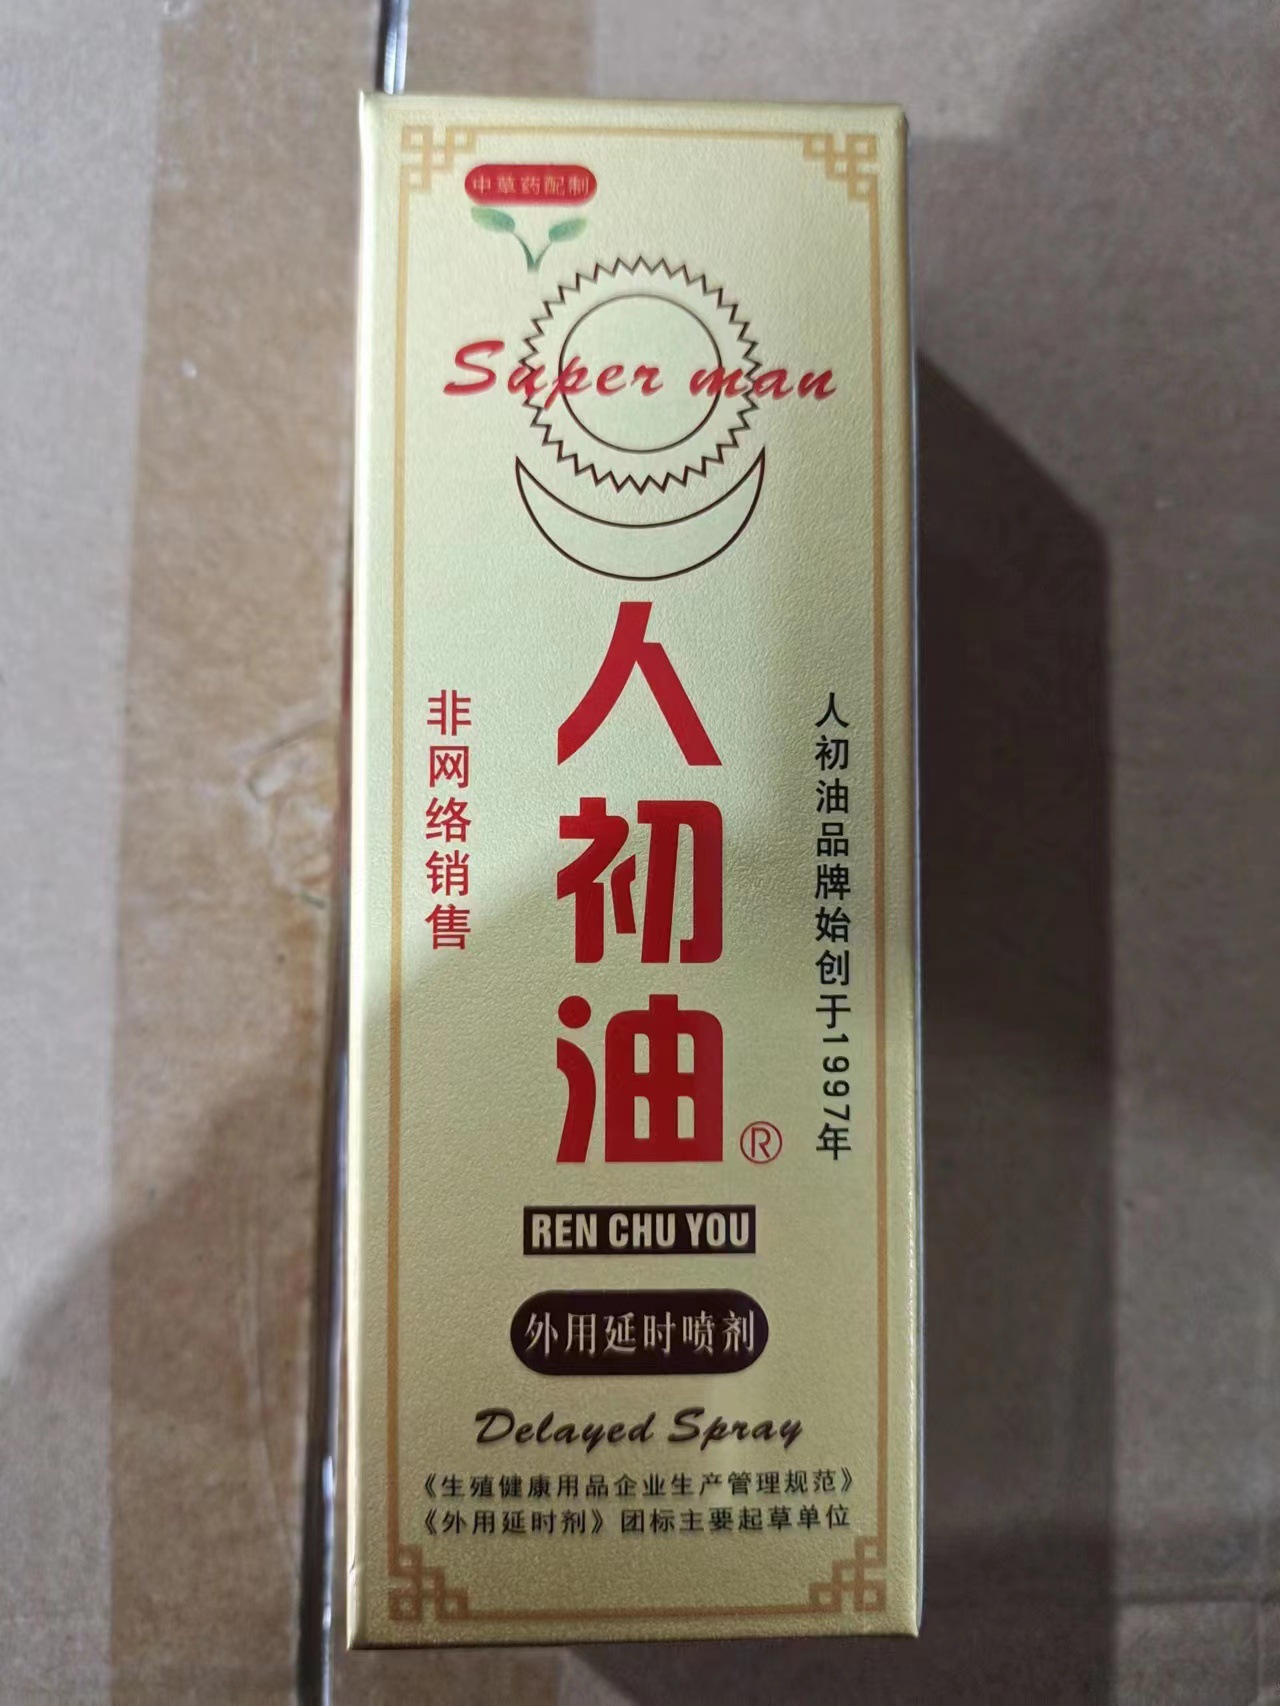 中草药配制
Super man
人初油®
非网络销售
人初油品牌始创于1997年
REN CHU YOU
外用延时喷剂
Delayed Spray
《生殖健康用品企业生产管理规范》
《外用延时剂》团标主要起草单位